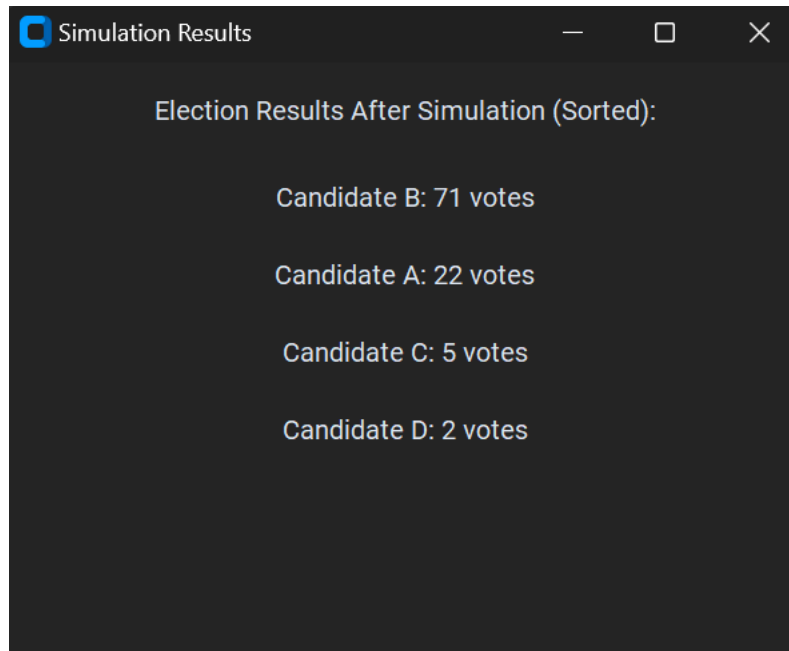 Simulation Results
Election Results After Simulation (Sorted):
Candidate B: 71 votes
Candidate A: 22 votes
Candidate C: 5 votes
Candidate D: 2 votes